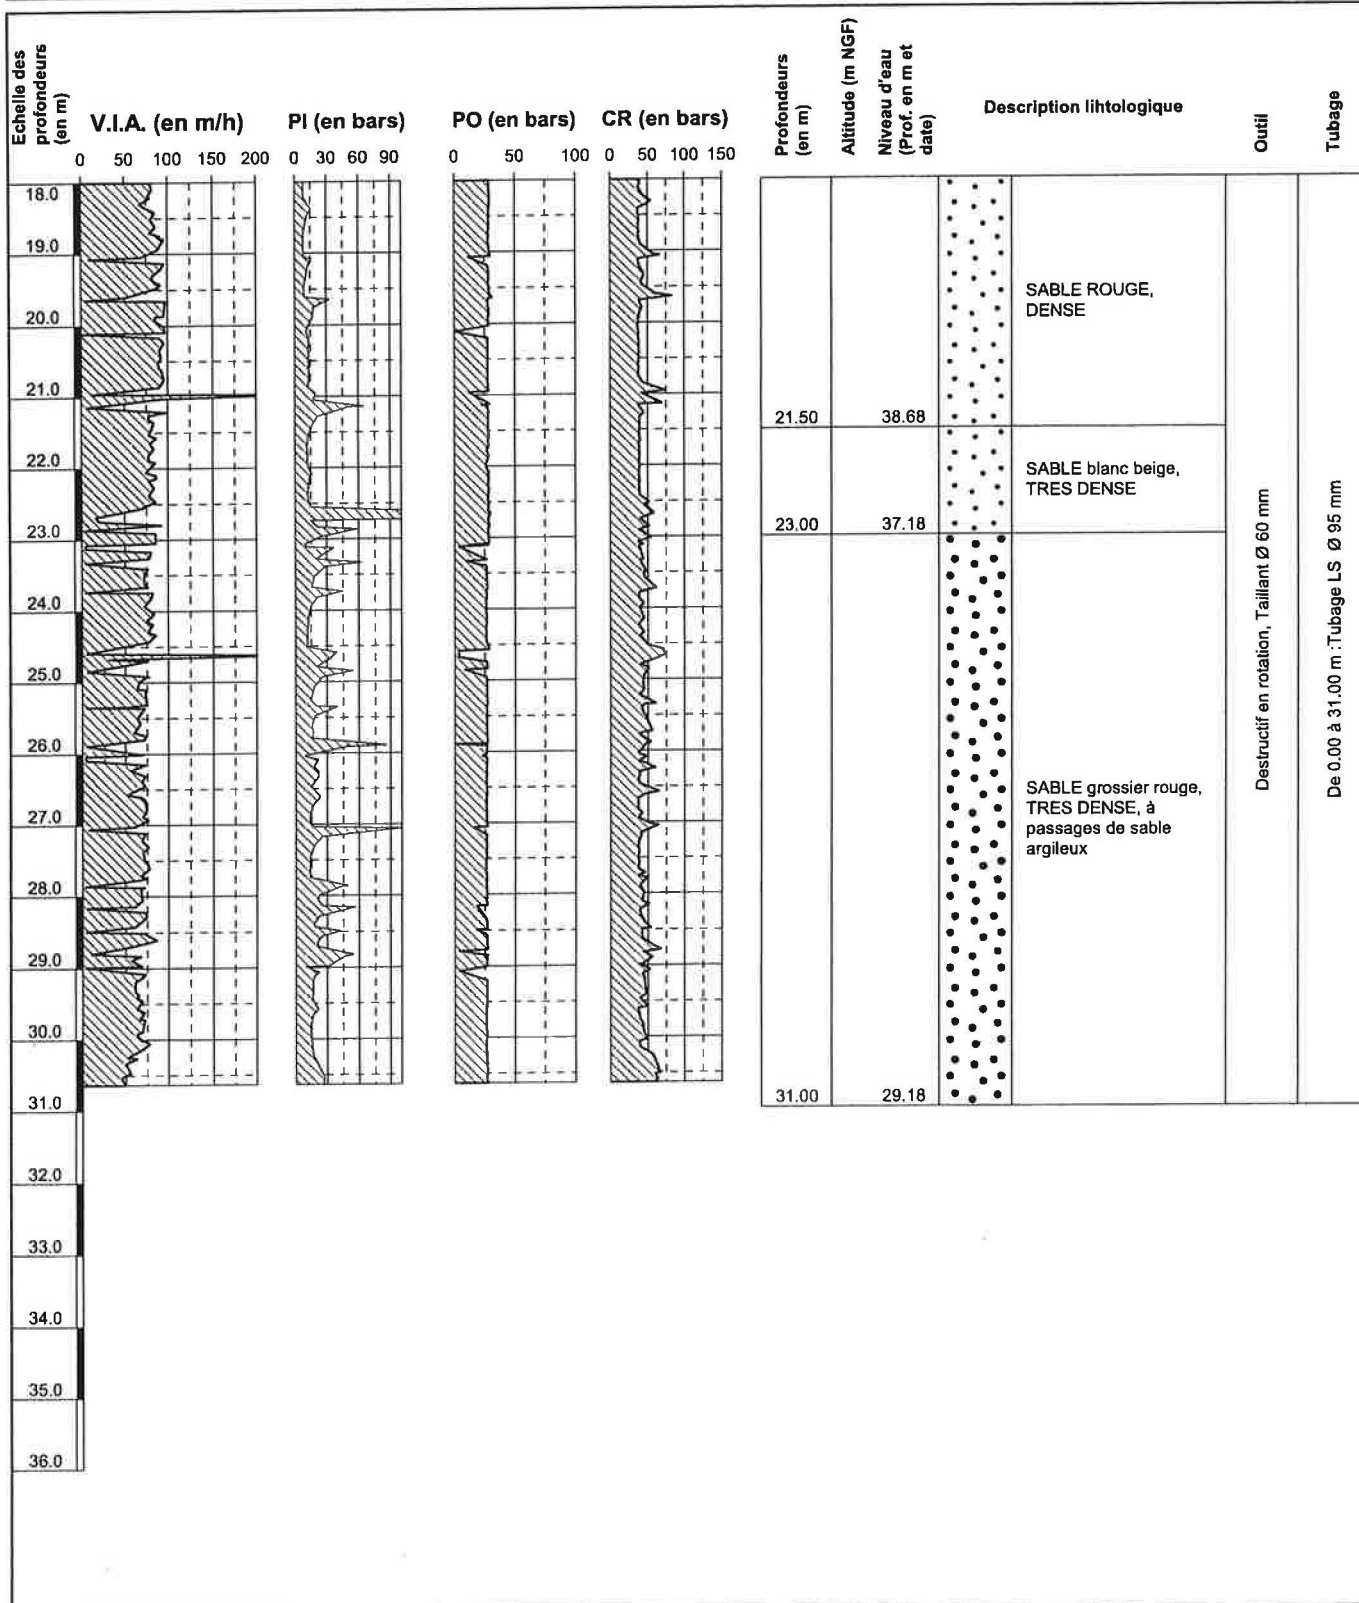 Echelle des
profondeurs
(en m)
V.I.A. (en m/h)
0 50 100 150 200
PI (en bars)
0 30 60 90
PO (en bars)
0 50 100
CR (en bars)
0 50 100 150
Profondeurs
(en m)
Altitude (m NGF)
Niveau d'eau
(Prof. en m et
date)
Description lihtologique
Outil
Tubage
18.0
19.0
20.0
21.0
22.0
23.0
24.0
25.0
26.0
27.0
28.0
29.0
30.0
31.0
32.0
33.0
34.0
35.0
36.0
SABLE ROUGE,
DENSE
21.50 38.68
SABLE blanc beige,
TRES DENSE
23.00 37.18
SABLE grossier rouge,
TRES DENSE, à
passages de sable
argileux
31.00 29.18
Destructif en rotation, Taillant Ø 60 mm
De 0.00 à 31.00 m :Tubage LS Ø 95 mm